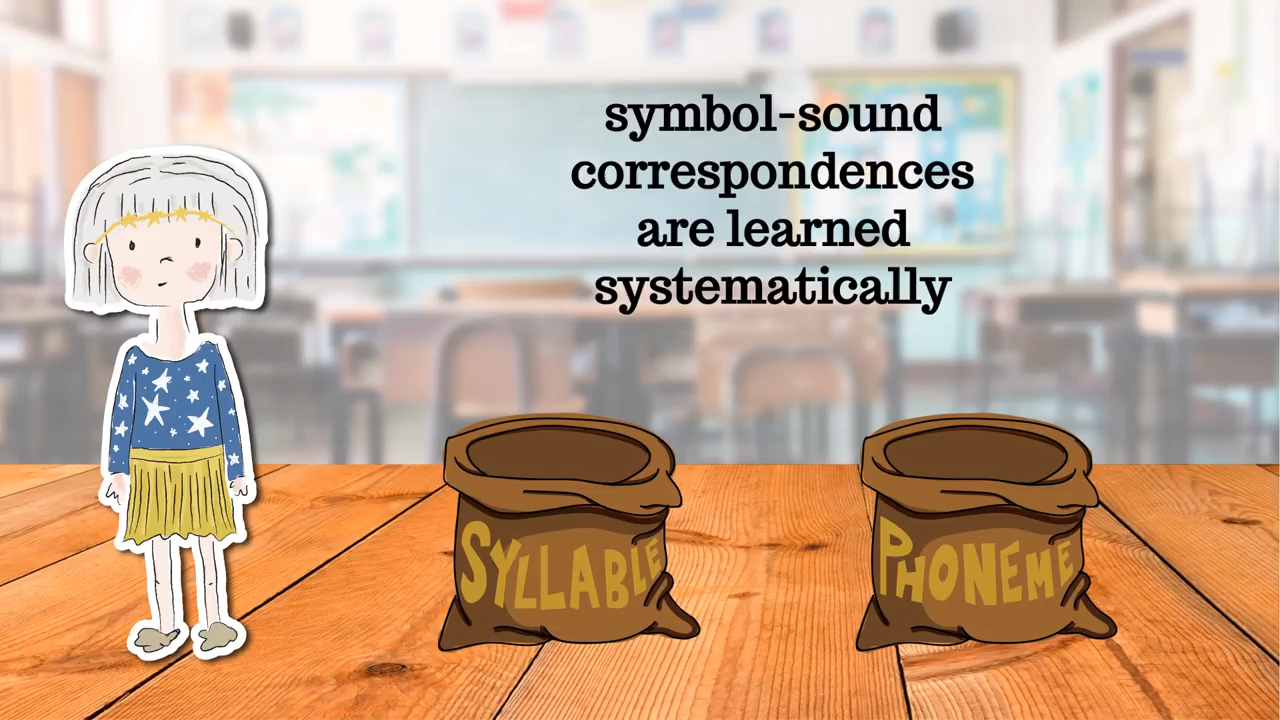 symbol-sound
correspondences
are learned
systematically
SYLLABLE
PHONEME